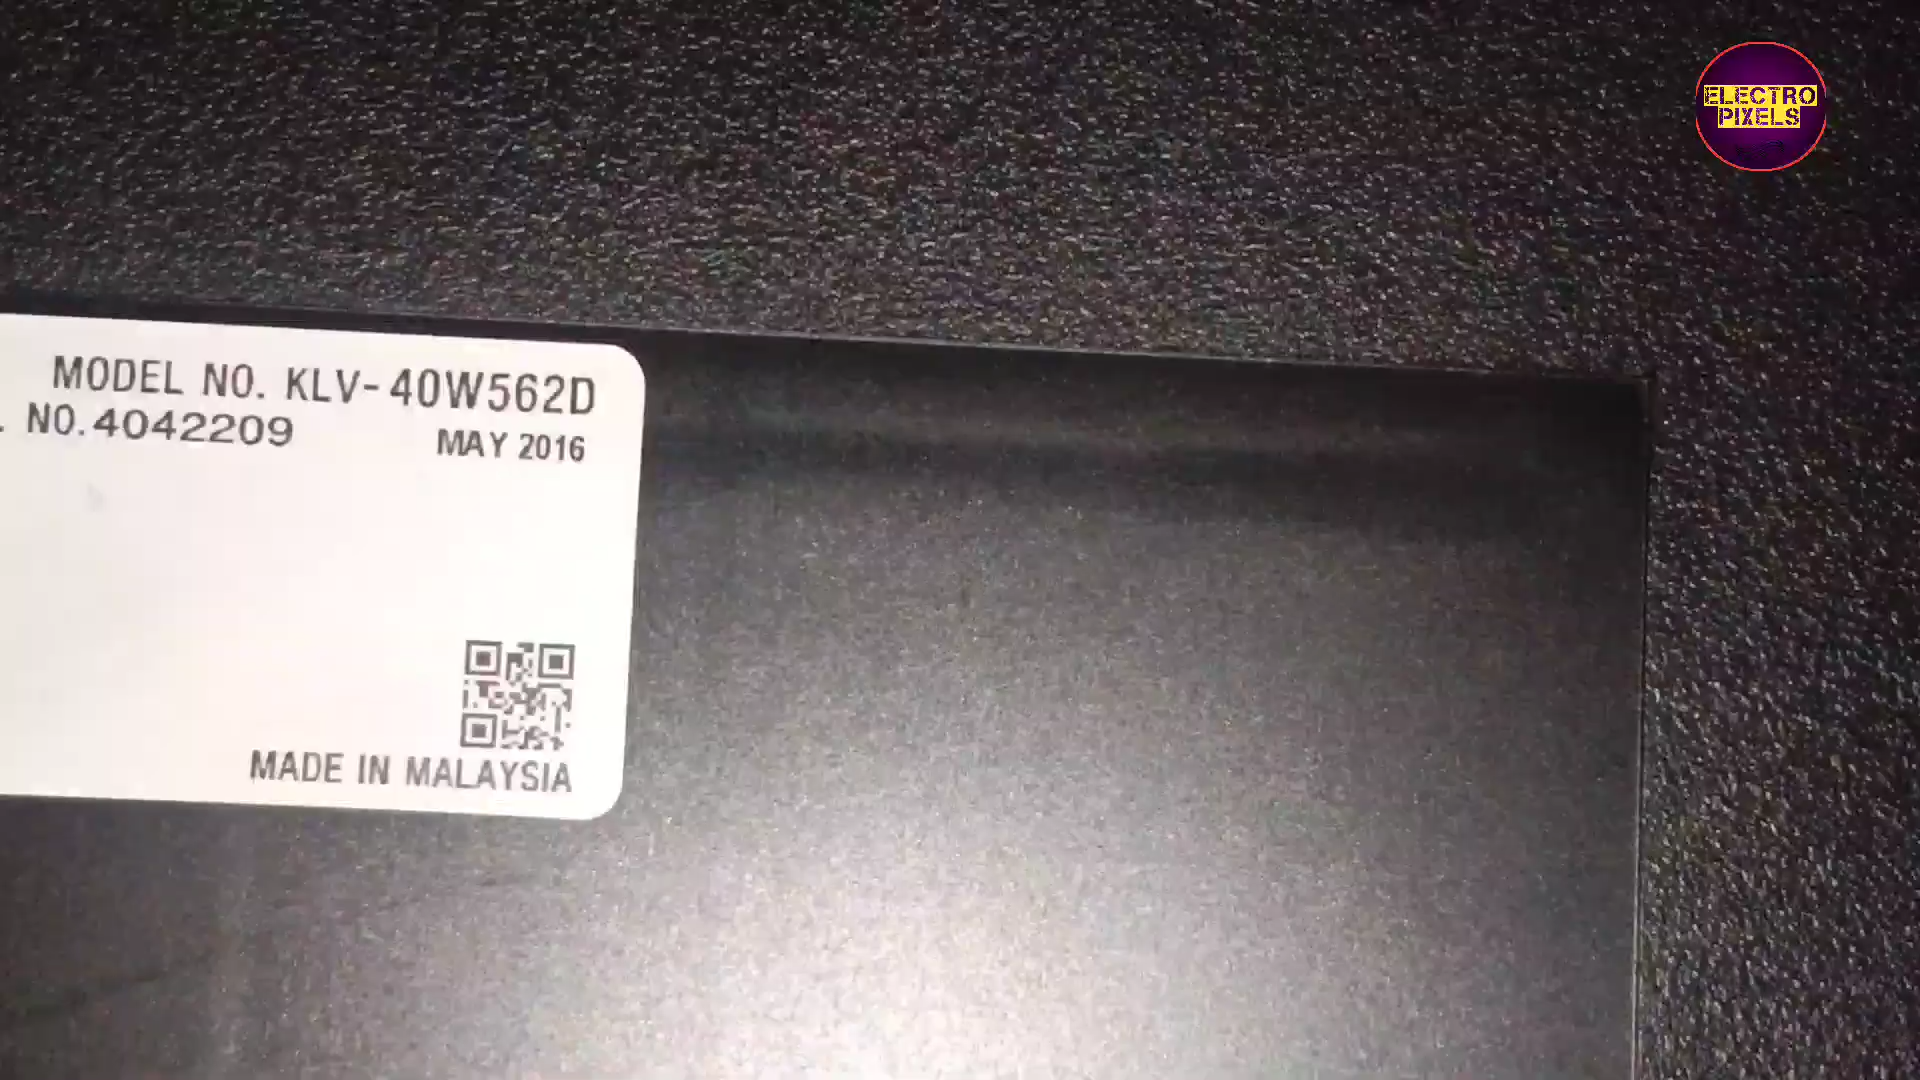 ELECTRO
PIXELS
MODEL NO. KLV-40W562D
. NO.4042209
MAY 2016
MADE IN MALAYSIA